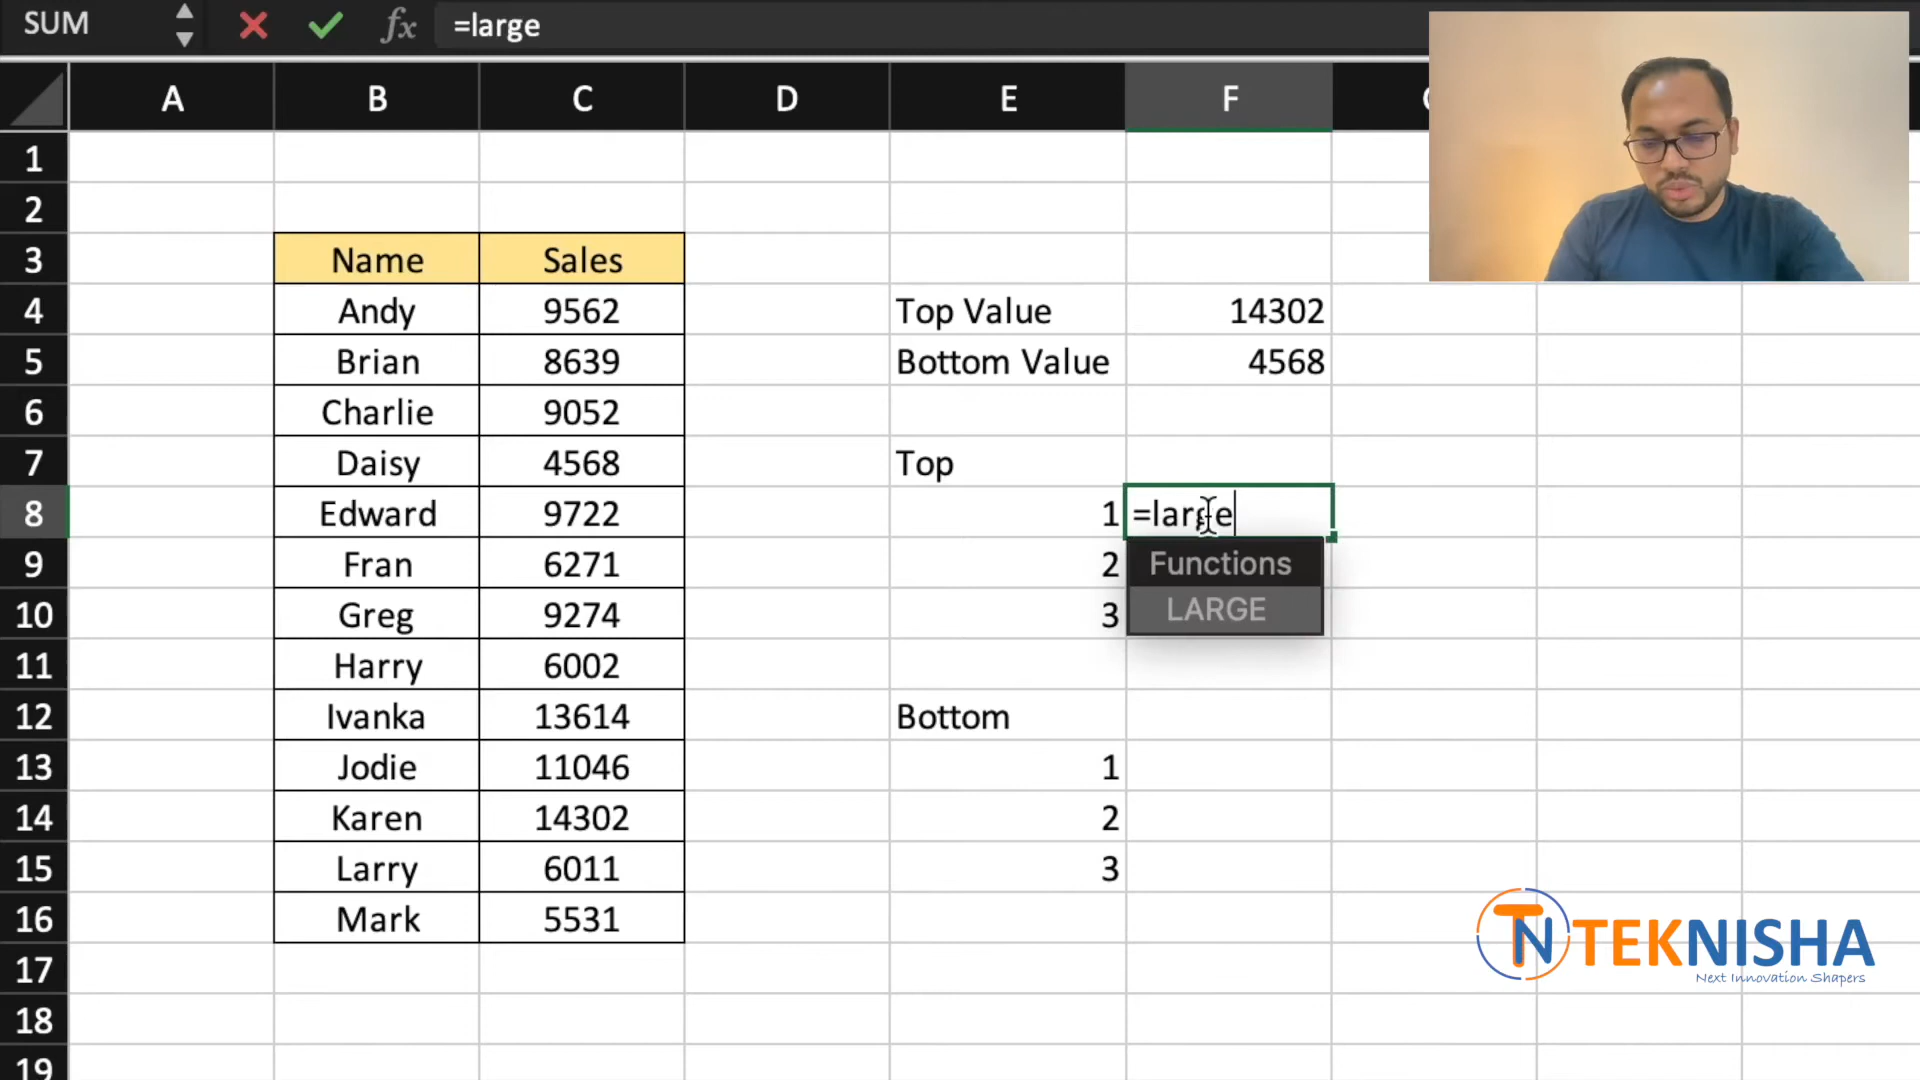 SUM fx =large
A B C D E F
1
2
3 Name Sales
4 Andy 9562 Top Value 14302
5 Brian 8639 Bottom Value 4568
6 Charlie 9052
7 Daisy 4568 Top
8 Edward 9722 1 =large
9 Fran 6271 2 Functions
10 Greg 9274 3 LARGE
11 Harry 6002
12 Ivanka 13614 Bottom
13 Jodie 11046 1
14 Karen 14302 2
15 Larry 6011 3
16 Mark 5531
17
18
19
TN TEKNISHA
Next Innovation Shapers